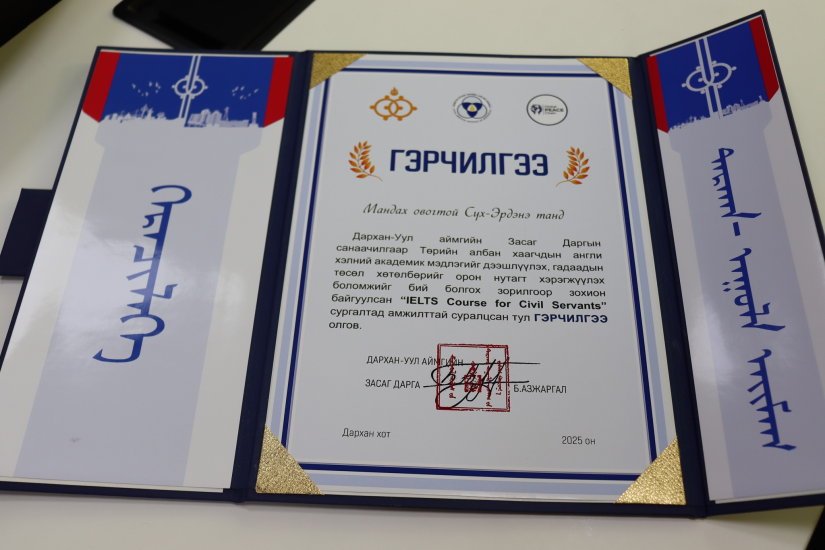 ᠭᠡᠷᠡᠴᠢᠯᠡᠭᠡ
PEACE
ГЭРЧИЛГЭЭ
Мандах овогтой Сүх-Эрдэнэ танд
Дархан-Уул аймгийн Засаг Даргын
санаачилгаар Төрийн албан хаагчдын англи
хэлний академик мэдлэгийг дээшлүүлэх, гадаадын
төсөл хөтөлбөрийг орон нутагт хэрэгжүүлэх
боломжийг бий болгох зорилгоор зохион
байгуулсан “IELTS Course for Civil Servants”
сургалтад амжилттай суралцсан тул ГЭРЧИЛГЭЭ
олгов.
ДАРХАН-УУЛ АЙМГИЙН
ЗАСАГ ДАРГА
Б.АЗЖАРГАЛ
Дархан хот
2025 он